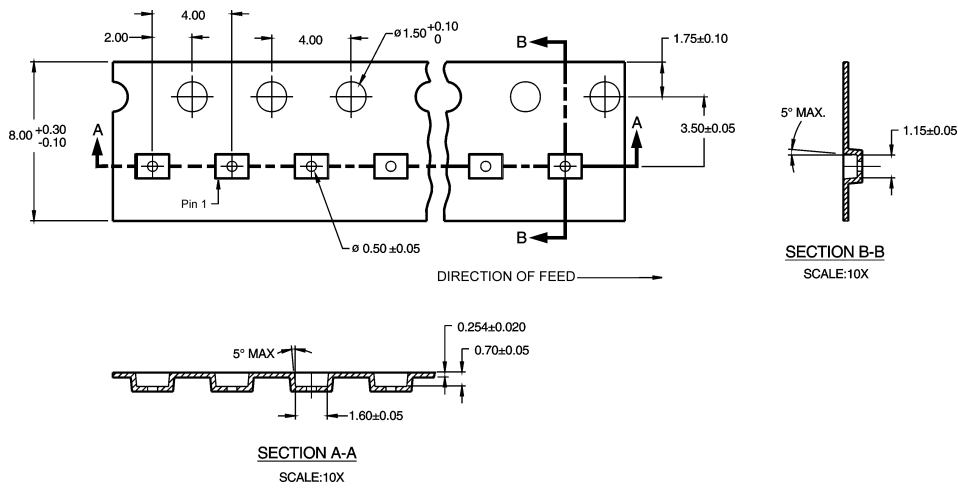 4.00
2.00
4.00
ø 1.50 +0.10
0
B
1.75±0.10
8.00 +0.30
-0.10
A
A
3.50±0.05
5° MAX.
1.15±0.05
Pin 1
ø 0.50 ±0.05
B
SECTION B-B
SCALE:10X
DIRECTION OF FEED
0.254±0.020
5° MAX
0.70±0.05
1.60±0.05
SECTION A-A
SCALE:10X